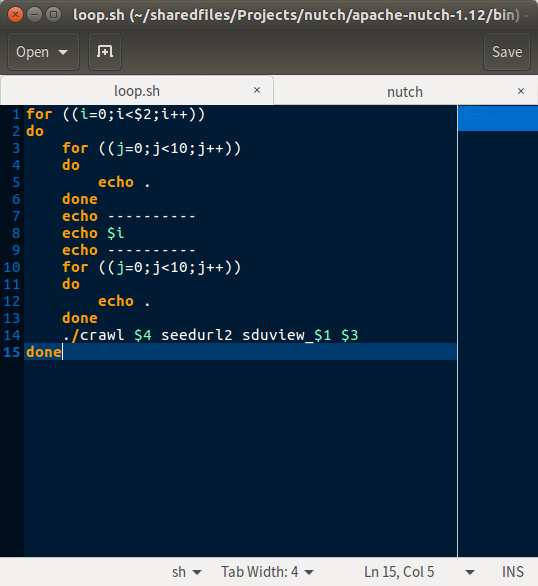 loop.sh (~/sharedfiles/Projects/nutch/apache-nutch-1.12/bin) -
Open Save
loop.sh × nutch ×
1 for ((i=0;i<$2;i++))
2 do
3     for ((j=0;j<10;j++))
4     do
5         echo .
6     done
7     echo ----------
8     echo $i
9     echo ----------
10     for ((j=0;j<10;j++))
11     do
12         echo .
13     done
14     ./crawl $4 seedurl2 sduview_$1 $3
15 done
sh Tab Width: 4 Ln 15, Col 5 INS